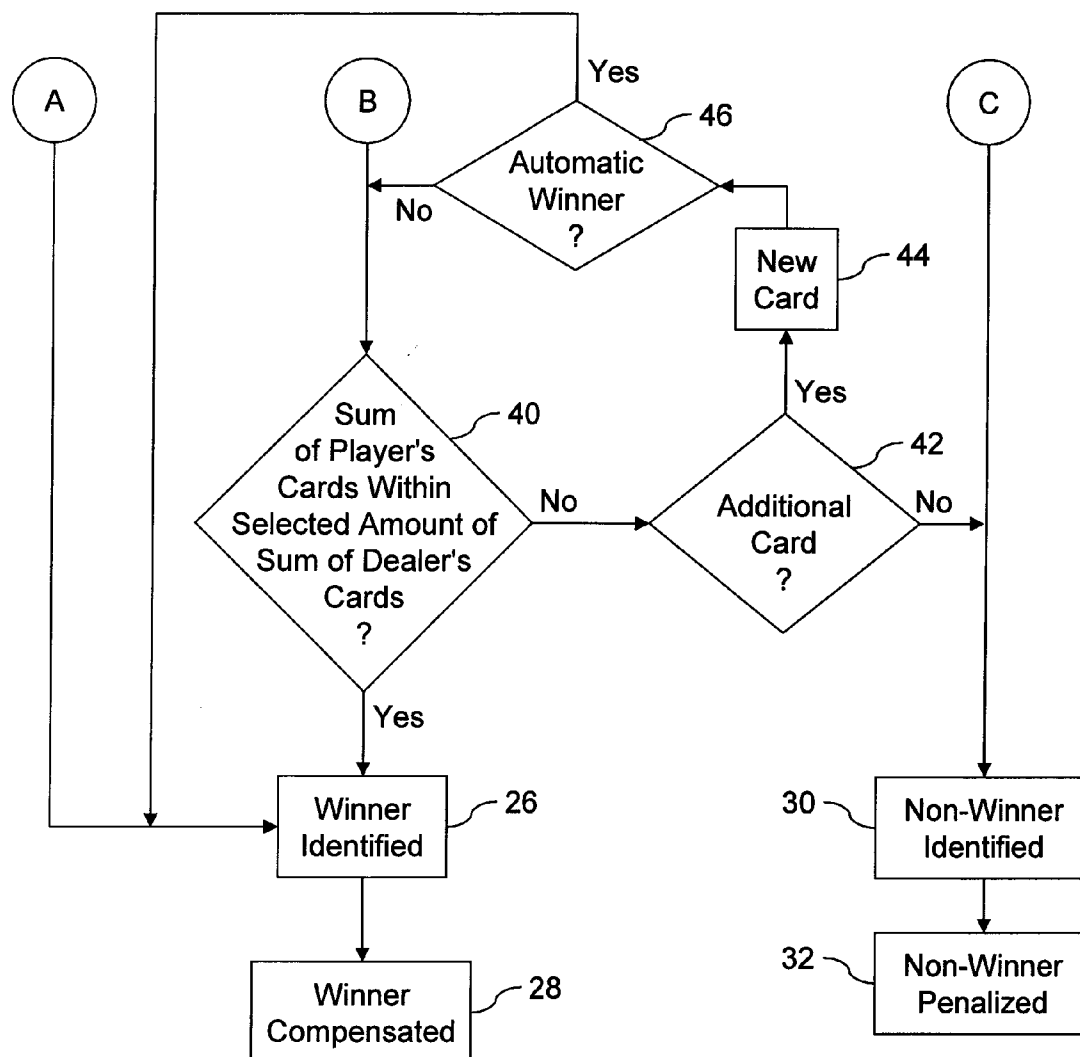 Yes
A
B
46
C
Automatic
Winner
?
No
New
Card
44
Yes
Sum
of Player's
Cards Within
Selected Amount of
Sum of Dealer's
Cards
?
40
No
42
Additional
Card
?
No
Yes
Winner
Identified
26
30
Non-Winner
Identified
Winner
Compensated
28
32
Non-Winner
Penalized